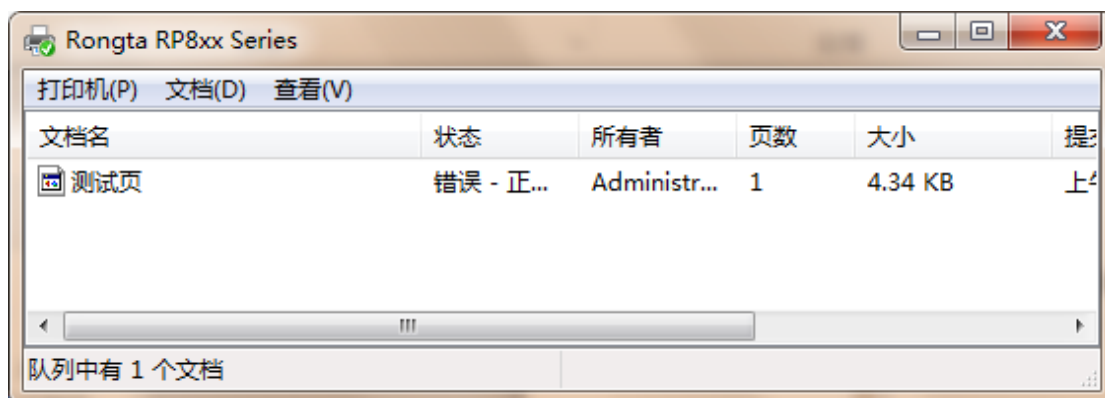 Rongta RP8xx Series
打印机(P) 文档(D) 查看(V)
文档名 状态 所有者 页数 大小
测试页 错误 - 正... Administr... 1 4.34 KB 上
队列中有 1 个文档